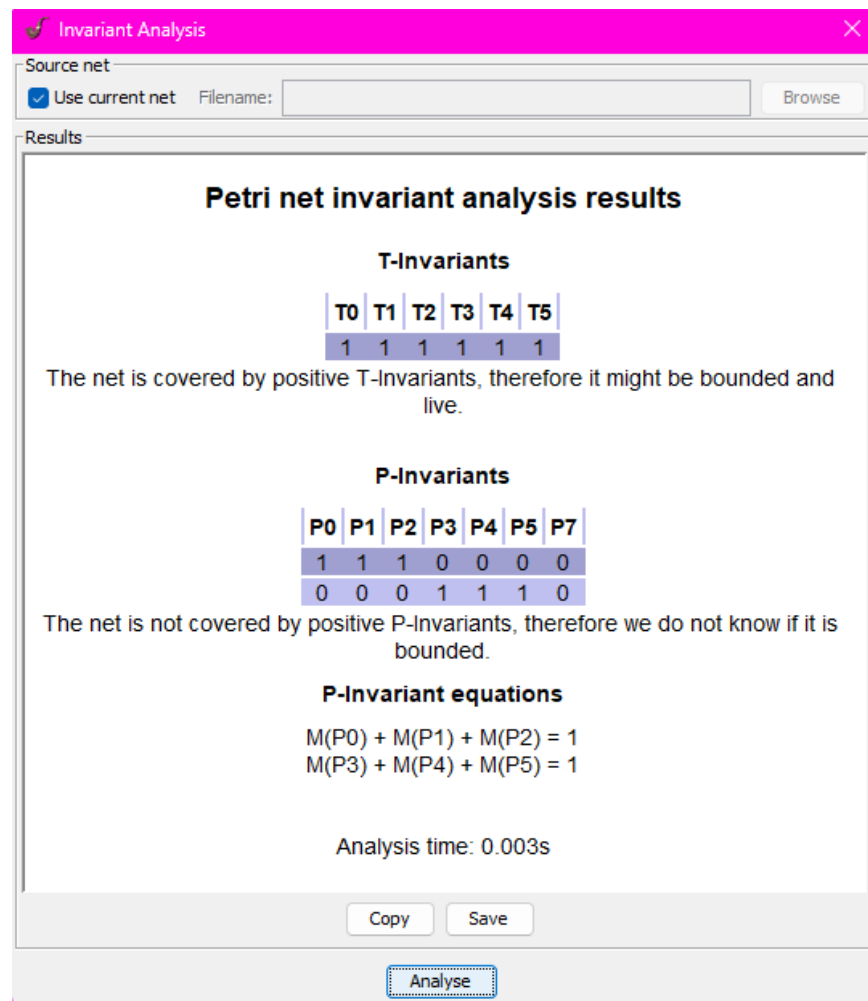 Invariant Analysis
Source net
Use current net Filename: Browse
Results
Petri net invariant analysis results
T-Invariants
T0 T1 T2 T3 T4 T5
1 1 1 1 1 1
The net is covered by positive T-Invariants, therefore it might be bounded and
live.
P-Invariants
P0 P1 P2 P3 P4 P5 P7
1 1 1 0 0 0 0
0 0 0 1 1 1 0
The net is not covered by positive P-Invariants, therefore we do not know if it is
bounded.
P-Invariant equations
M(P0) + M(P1) + M(P2) = 1
M(P3) + M(P4) + M(P5) = 1
Analysis time: 0.003s
Copy Save
Analyse